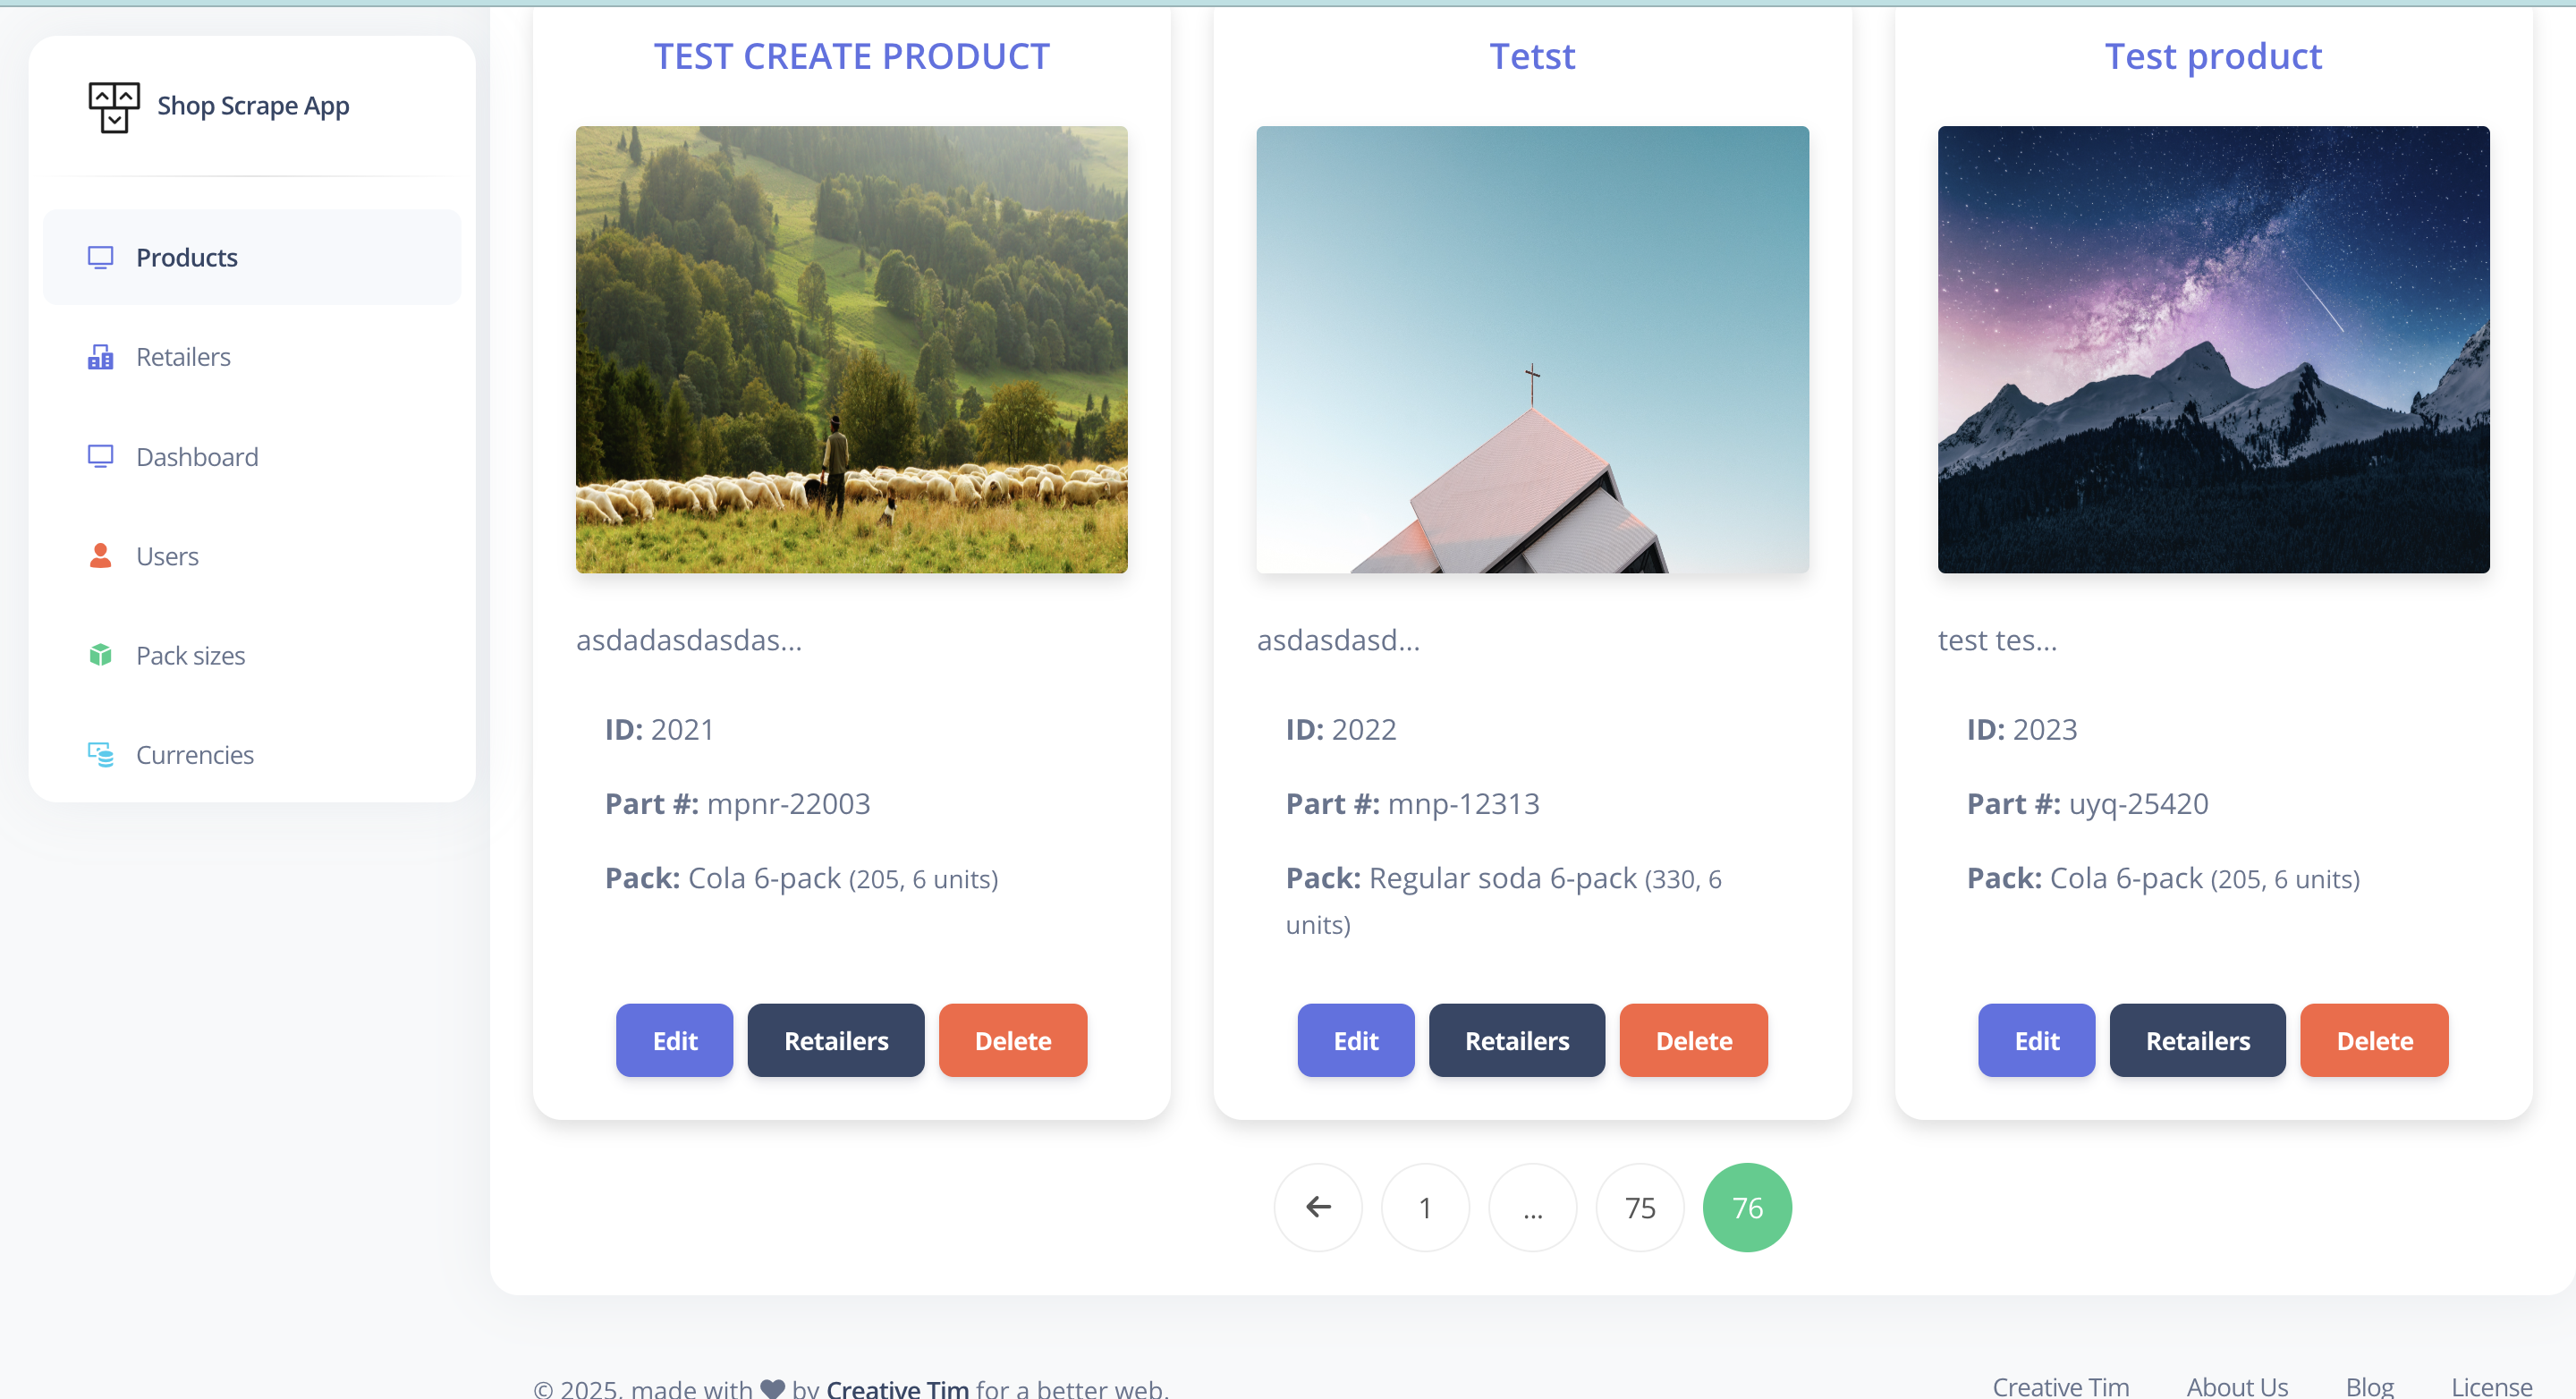 Shop Scrape App
Products
Retailers
Dashboard
Users
Pack sizes
Currencies
TEST CREATE PRODUCT
asdadasdasdas...
ID: 2021
Part #: mpnr-22003
Pack: Cola 6-pack (205, 6 units)
Edit
Retailers
Delete
Tetst
asdasdasd...
ID: 2022
Part #: mnp-12313
Pack: Regular soda 6-pack (330, 6
units)
Edit
Retailers
Delete
Test product
test tes...
ID: 2023
Part #: uyq-25420
Pack: Cola 6-pack (205, 6 units)
Edit
Retailers
Delete
1
...
75
76
© 2025, made with by Creative Tim for a better web.
Creative Tim
About Us
Blog
License